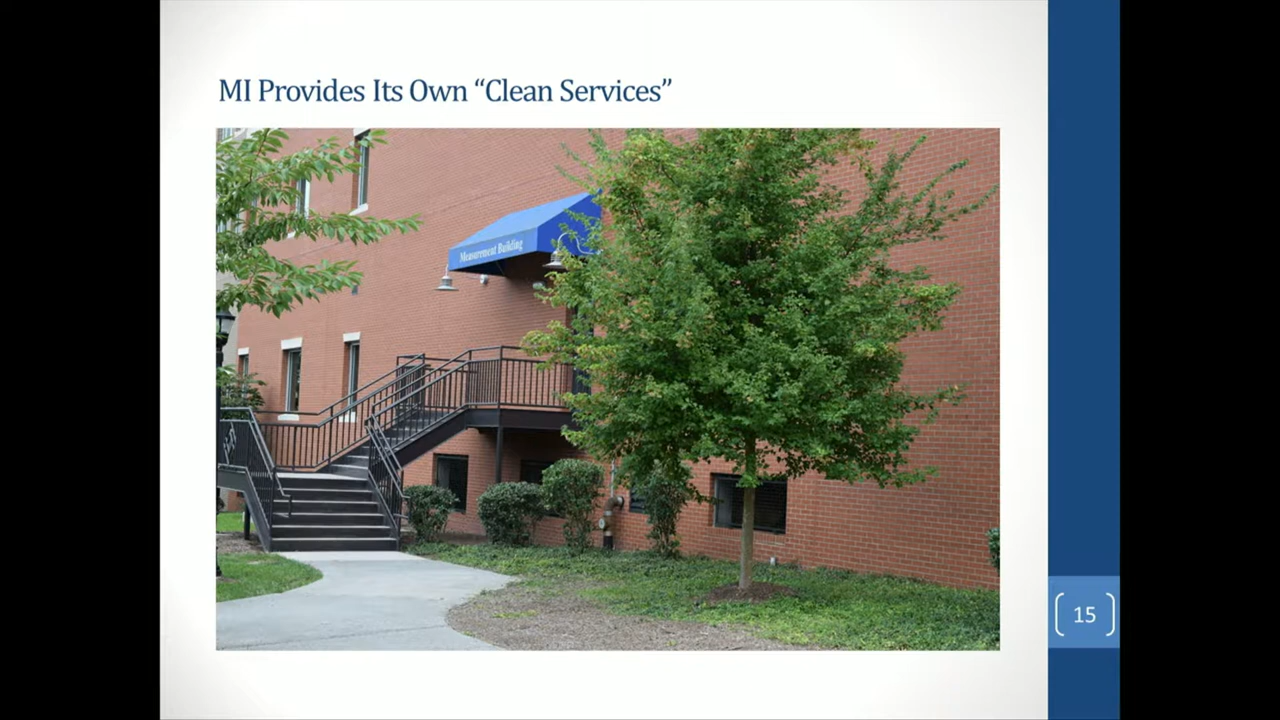 MI Provides Its Own “Clean Services”
Measurement Building
15